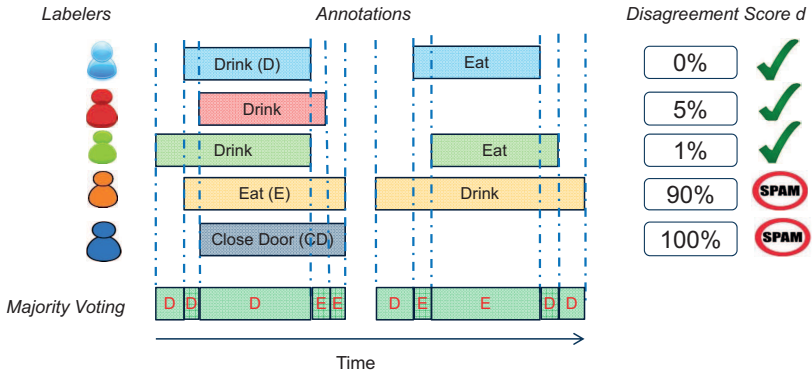 Labelers Annotations Disagreement Score d
Drink (D) Eat 0%
Drink 5%
Drink Eat 1%
Eat (E) Drink 90% SPAM
Close Door (CD) 100% SPAM
Majority Voting D D D E E D E E D D
Time